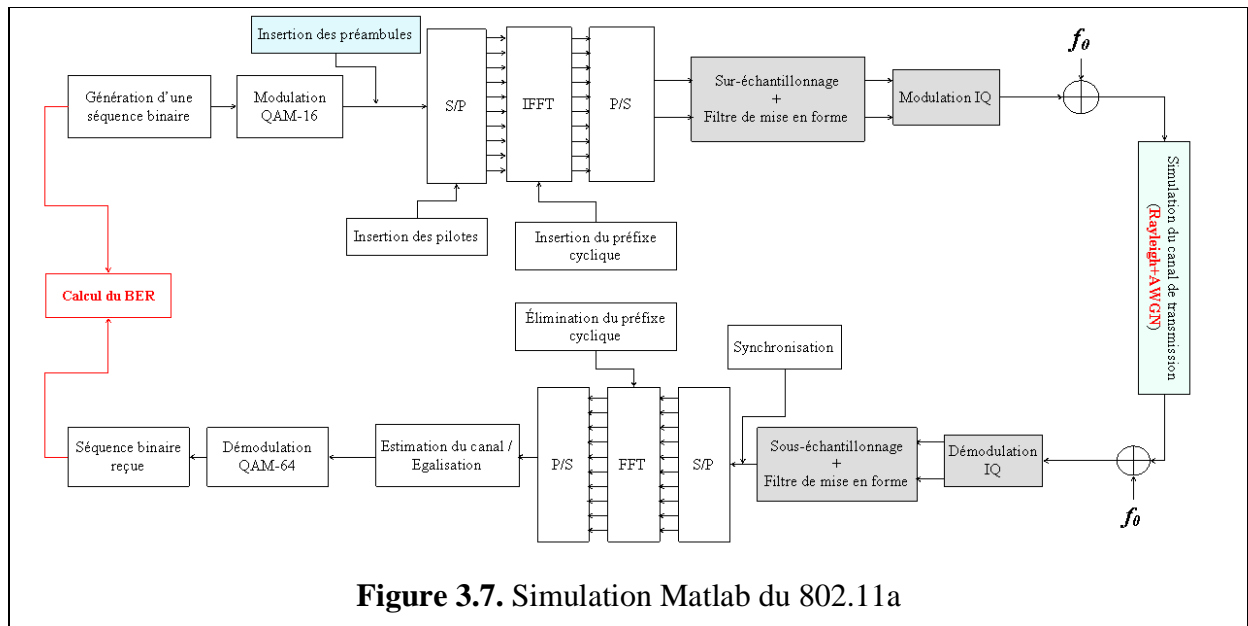 Insertion des préambules
f0
Génération d'une
séquence binaire
Modulation
QAM-16
S/P
IFFT
P/S
Sur-échantillonnage
+
Filtre de mise en forme
Modulation IQ
Insertion des pilotes
Insertion du préfixe
cyclique
Simulation du canal de transmission
(Rayleigh+AWGN)
Calcul du BER
Élimination du préfixe
cyclique
Synchronisation
Séquence binaire
reçue
Démodulation
QAM-64
Estimation du canal /
Egalisation
P/S
FFT
S/P
Sous-échantillonnage
+
Filtre de mise en forme
Démodulation
IQ
f0
Figure 3.7. Simulation Matlab du 802.11a